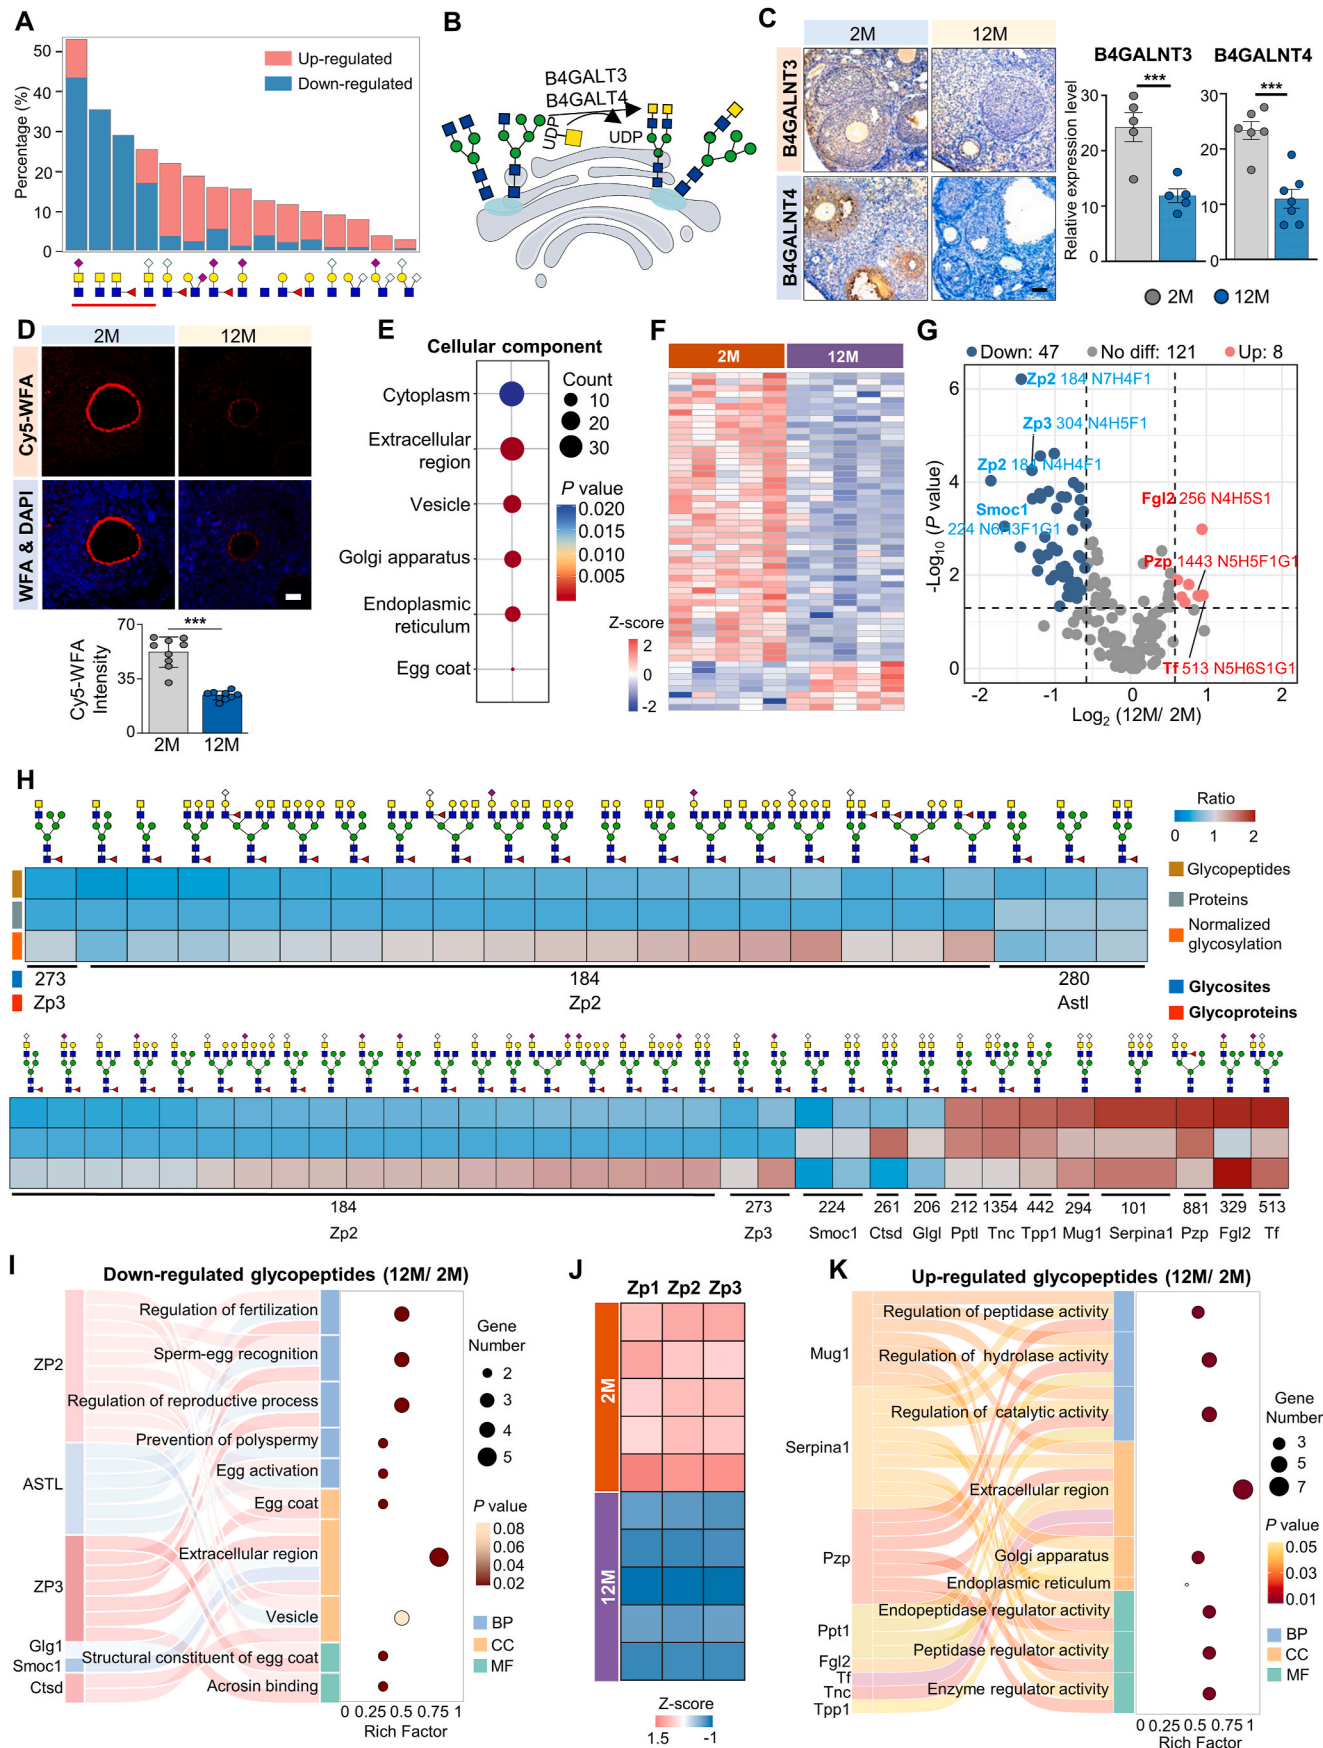 A
Up-regulated
Down-regulated
Percentage (%)
50
40
30
20
10
0
B
B4GALT3
B4GALT4
UDP
UDP
C
2M
12M
B4GALNT3
B4GALNT4
B4GALNT3
B4GALNT4
***
***
Relative expression level
30
20
10
0
30
20
10
0
2M
12M
D
2M
12M
Cy5-WFA
WFA & DAPI
***
Cy5-WFA
Intensity
70
35
0
2M
12M
E
Cellular component
Cytoplasm
Extracellular
region
Vesicle
Golgi apparatus
Endoplasmic
reticulum
Egg coat
Count
10
20
30
P value
0.020
0.015
0.010
0.005
F
2M
12M
Z-score
2
0
-2
G
Down: 47
No diff: 121
Up: 8
Zp2 184 N7H4F1
Zp3 304 N4H5F1
Zp2 184 N4H4F1
Smoc1
224 N6H3F1G1
Fgl2 256 N4H5S1
Pzp 1443 N5H5F1G1
Tf 513 N5H6S1G1
-Log10 (P value)
6
4
2
0
-2
-1
0
1
2
Log2 (12M/ 2M)
H
Ratio
0
1
2
Glycopeptides
Proteins
Normalized
glycosylation
Glycosites
Glycoproteins
273
184
280
Zp3
Zp2
Astl
184
273
224
261
206
212
1354
442
294
101
881
329
513
Zp2
Zp3
Smoc1
Ctsd
Glgl
Pptl
Tnc
Tpp1
Mug1
Serpina1
Pzp
Fgl2
Tf
I
Down-regulated glycopeptides (12M/ 2M)
ZP2
ASTL
ZP3
Glg1
Smoc1
Ctsd
Regulation of fertilization
Sperm-egg recognition
Regulation of reproductive process
Prevention of polyspermy
Egg activation
Egg coat
Extracellular region
Vesicle
Structural constituent of egg coat
Acrosin binding
0 0.25 0.5 0.75 1
Rich Factor
Gene
Number
2
3
4
5
P value
0.08
0.06
0.04
0.02
BP
CC
MF
J
Zp1
Zp2
Zp3
2M
12M
Z-score
1.5
-1
K
Up-regulated glycopeptides (12M/ 2M)
Mug1
Serpina1
Pzp
Ppt1
Fgl2
Tf
Tnc
Tpp1
Regulation of peptidase activity
Regulation of hydrolase activity
Regulation of catalytic activity
Extracellular region
Golgi apparatus
Endoplasmic reticulum
Endopeptidase regulator activity
Peptidase regulator activity
Enzyme regulator activity
0 0.25 0.5 0.75 1
Rich Factor
Gene
Number
3
5
7
P value
0.05
0.03
0.01
BP
CC
MF